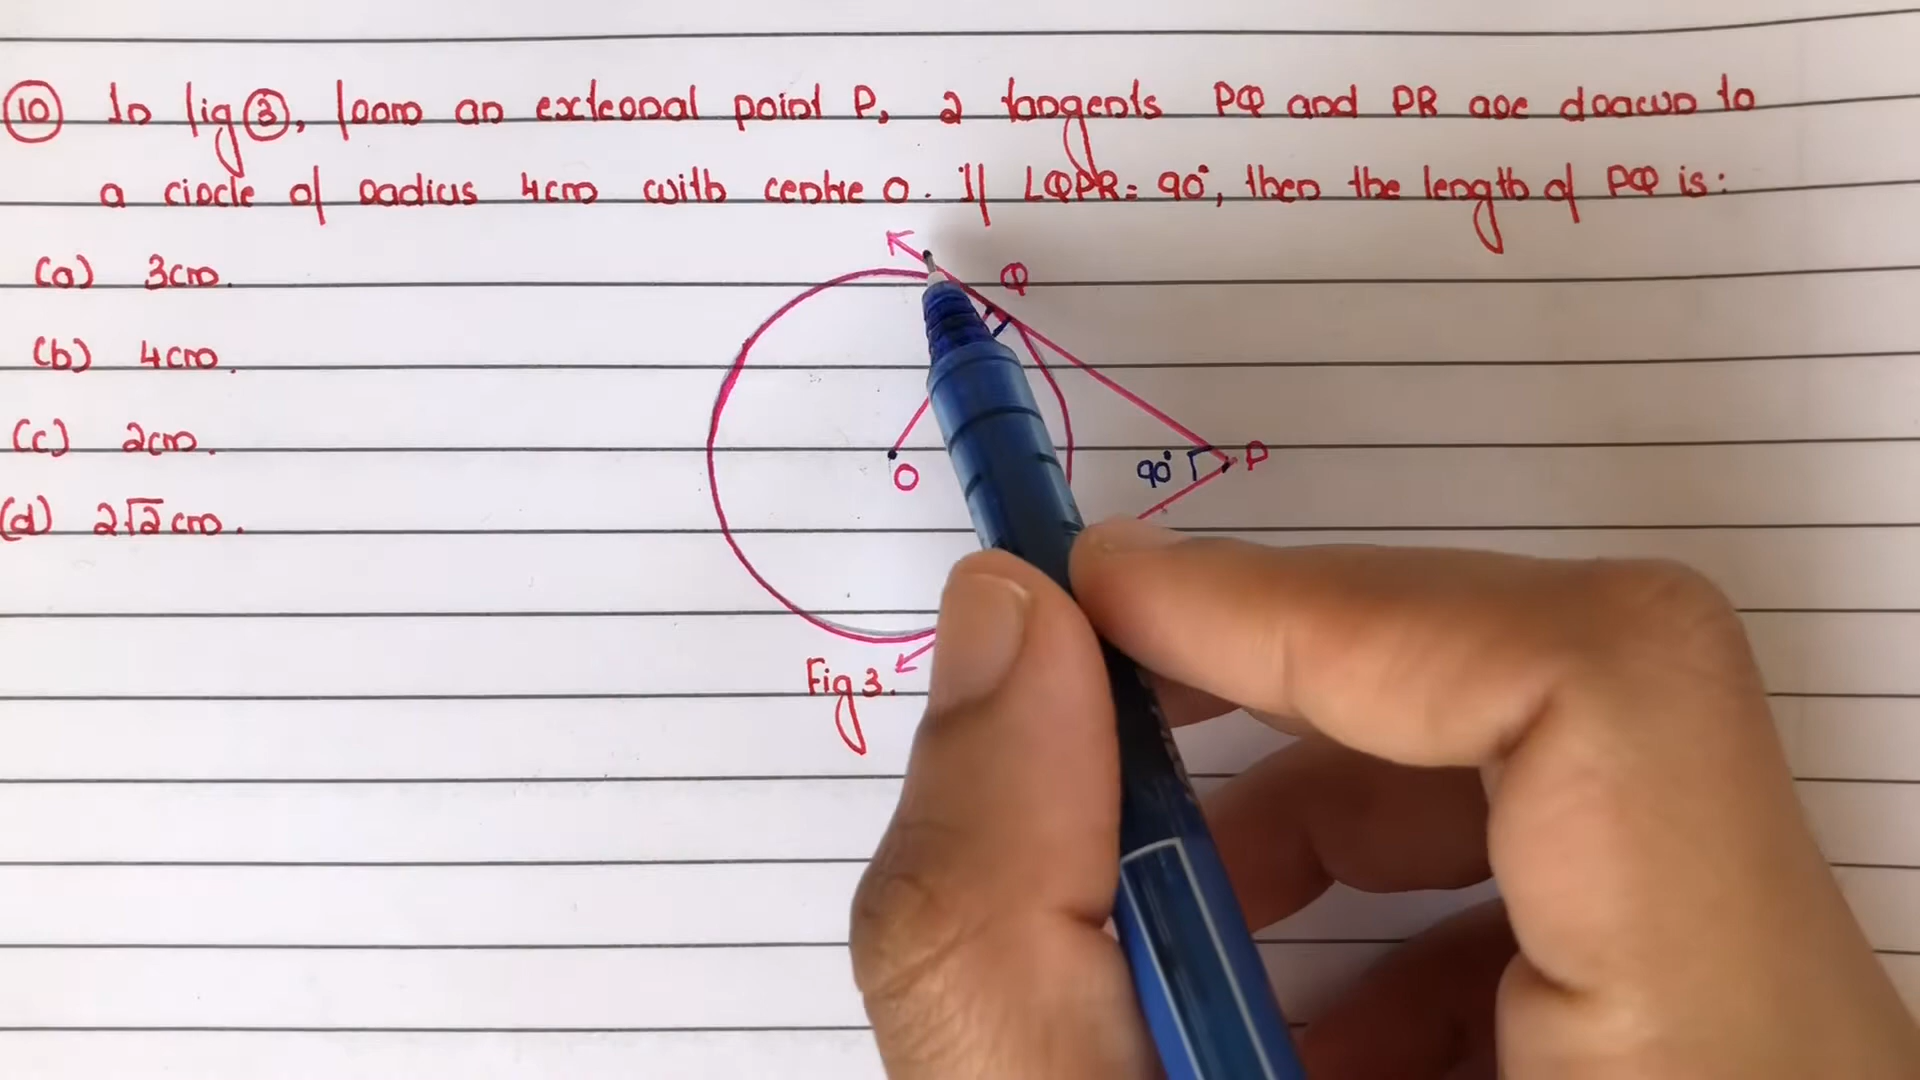 10 In fig 3, from an external point P, 2 tangents PQ and PR are drawn to
a circle of radius 4cm with centre O. If ∠QPR = 90°, then the length of PQ is:
(a) 3cm.
(b) 4cm.
(c) 2cm.
(d) 2√2cm.
Q
90° P
O
Fig 3.